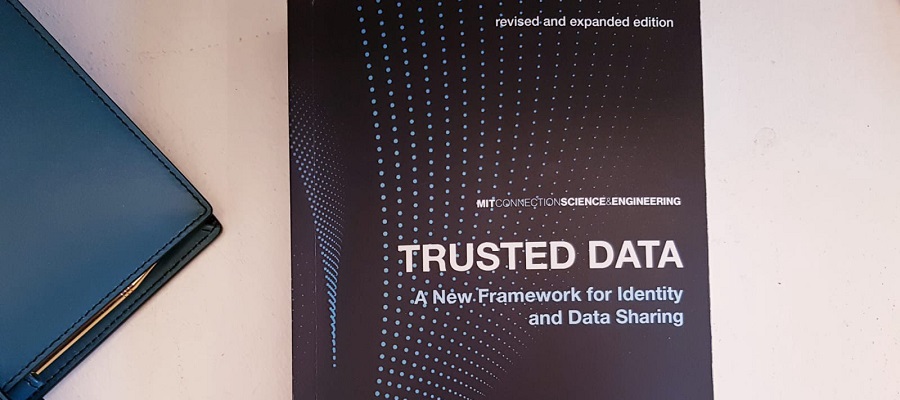 revised and expanded edition
MITCONNECTIONSCIENCE&ENGINEERING
TRUSTED DATA
A New Framework for Identity
and Data Sharing